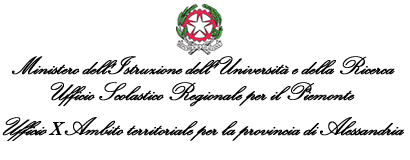 Ministero dell'Istruzione dell'Università e della Ricerca
Ufficio Scolastico Regionale per il Piemonte
Ufficio X Ambito territoriale per la provincia di Alessandria